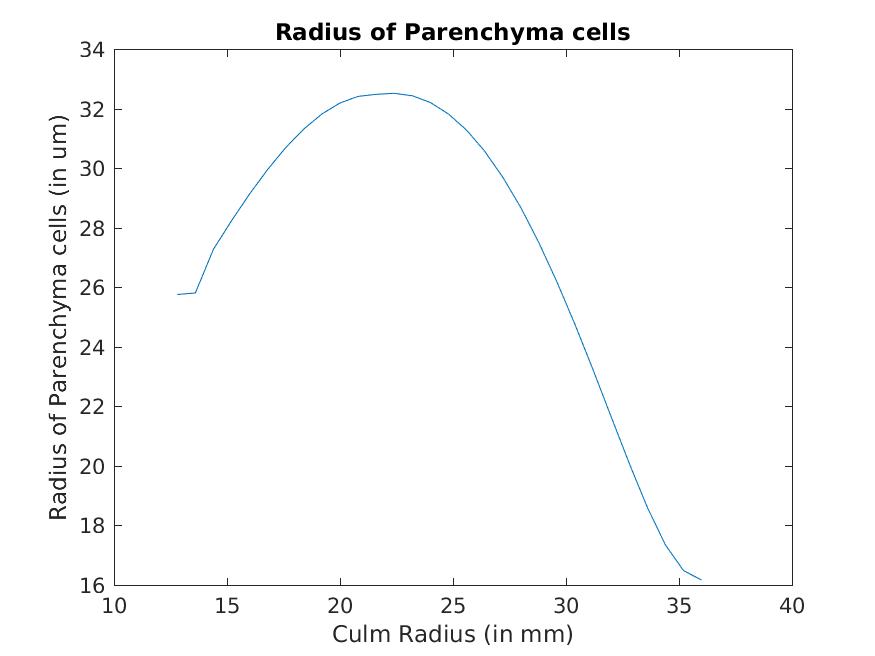 Radius of Parenchyma cells
34
32
30
28
26
24
22
20
18
16
Radius of Parenchyma cells (in um)
10 15 20 25 30 35 40
Culm Radius (in mm)